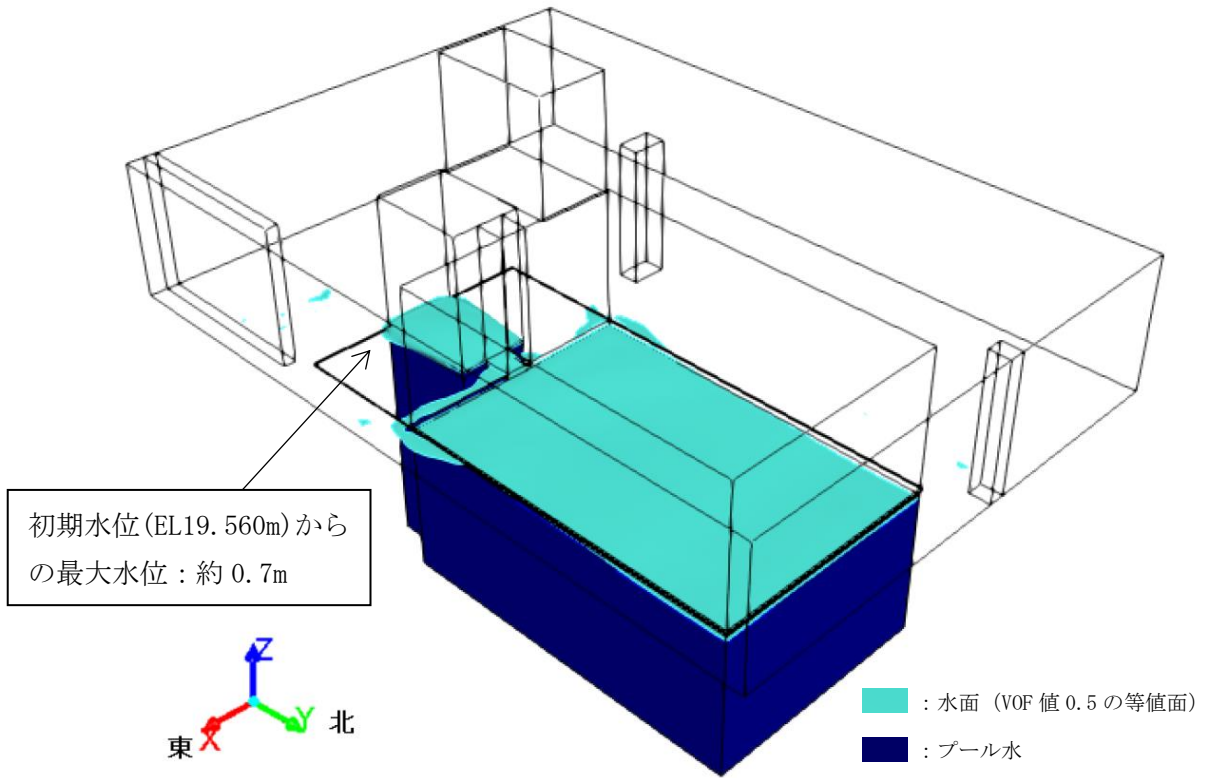 初期水位(EL19.560m)から
の最大水位：約 0.7m
Z
Y
北
X
東
：水面（VOF 値 0.5 の等値面）
：プール水